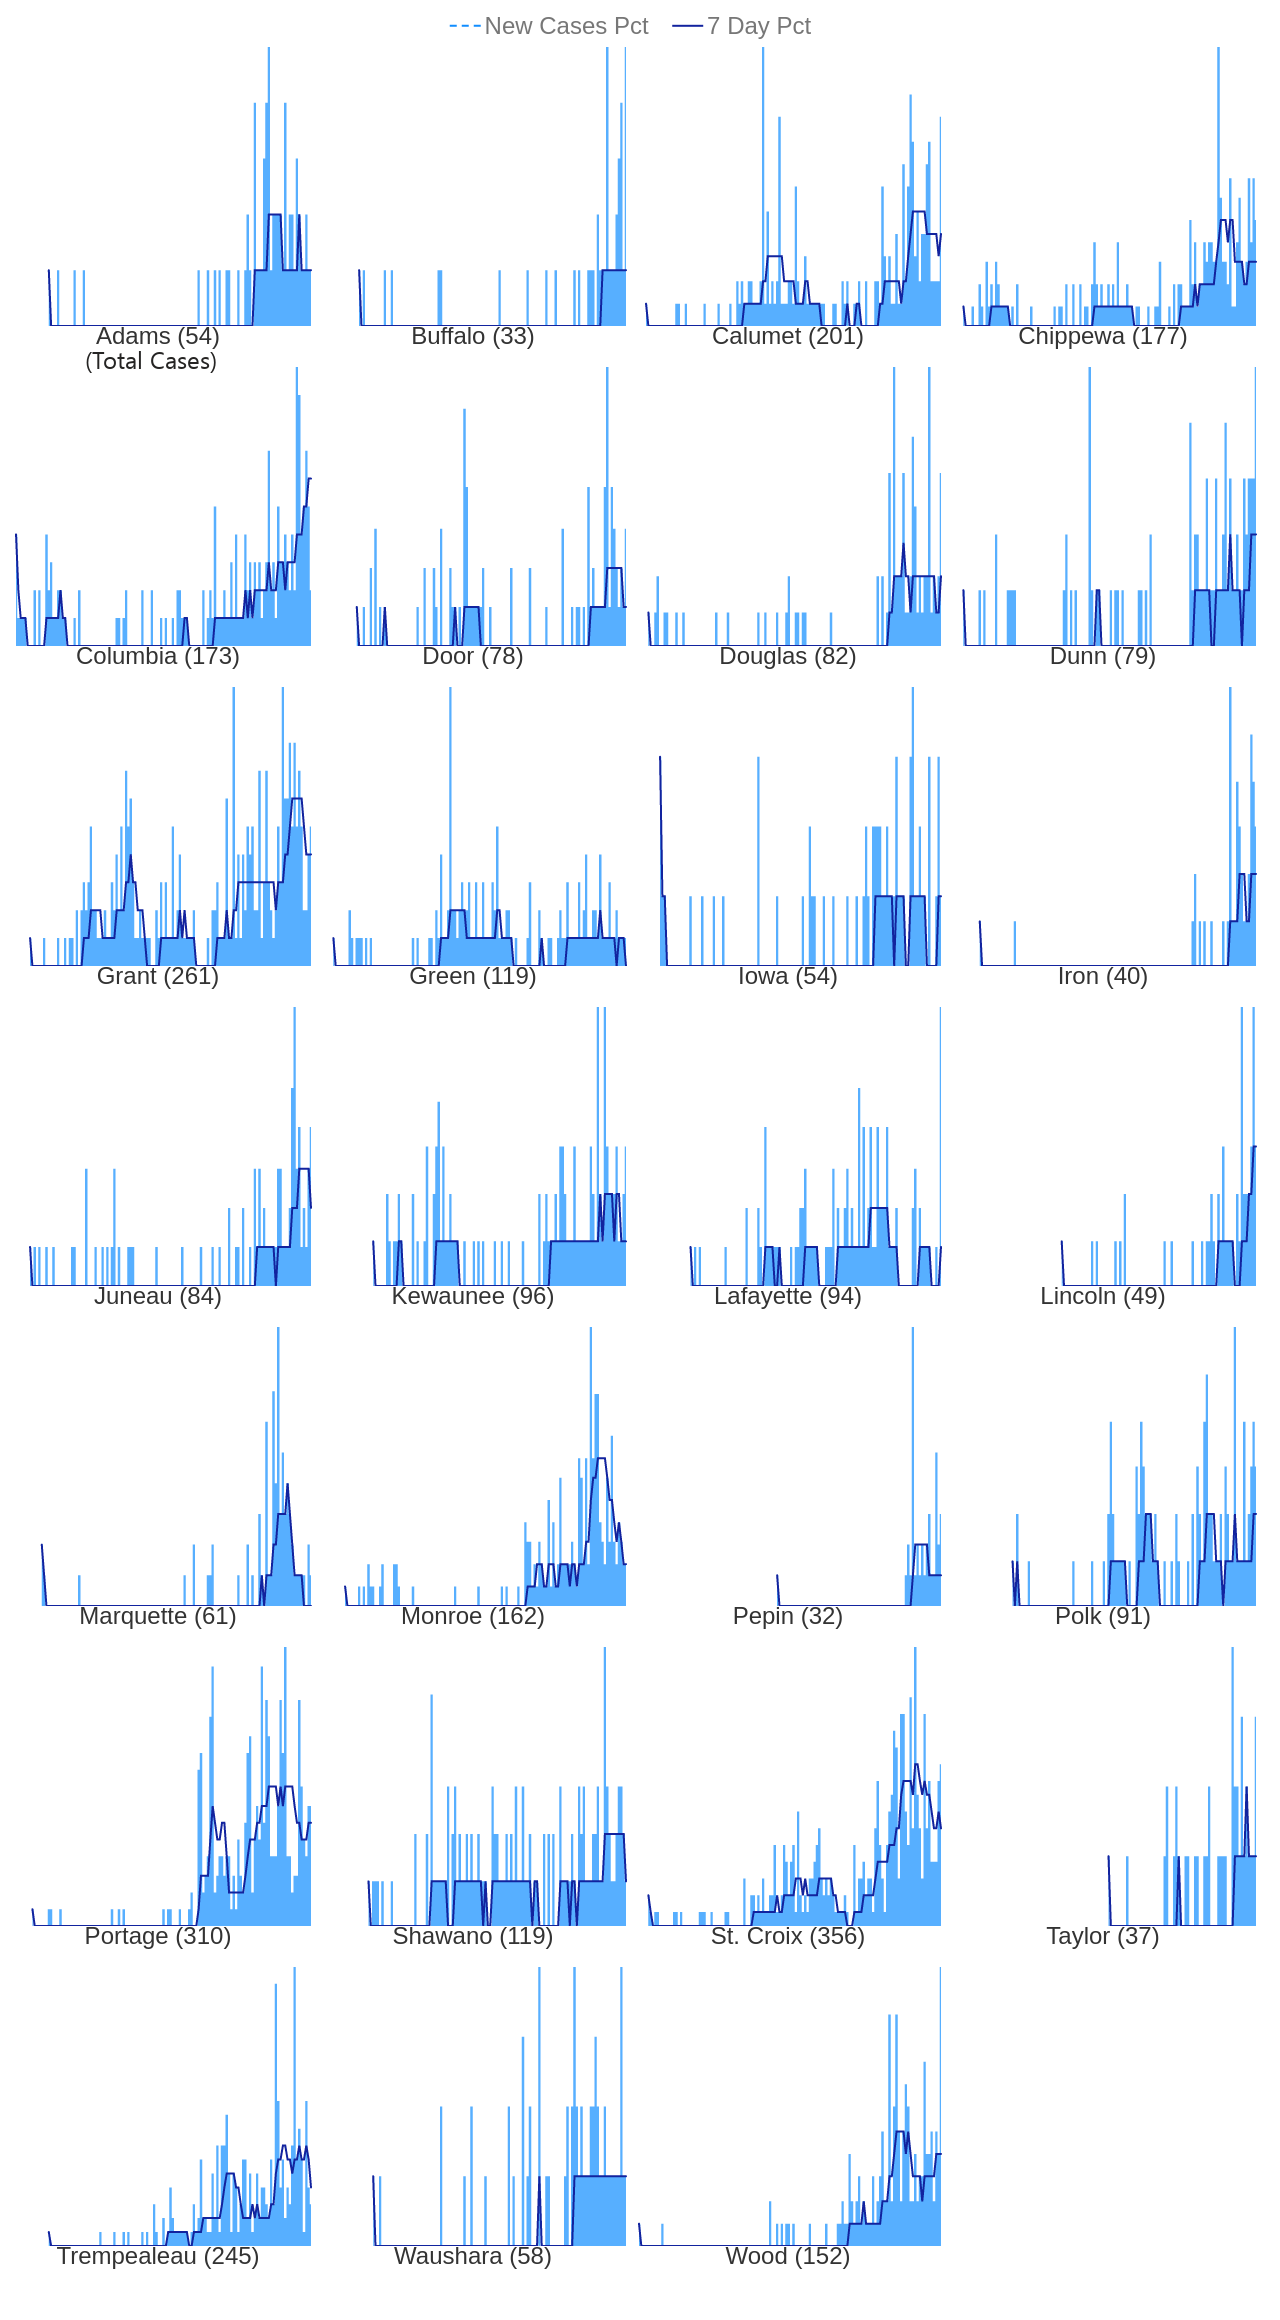 New Cases Pct 7 Day Pct
Adams (54) Buffalo (33) Calumet (201) Chippewa (177)
(Total Cases)
Columbia (173) Door (78) Douglas (82) Dunn (79)
Grant (261) Green (119) Iowa (54) Iron (40)
Juneau (84) Kewaunee (96) Lafayette (94) Lincoln (49)
Marquette (61) Monroe (162) Pepin (32) Polk (91)
Portage (310) Shawano (119) St. Croix (356) Taylor (37)
Trempealeau (245) Waushara (58) Wood (152)